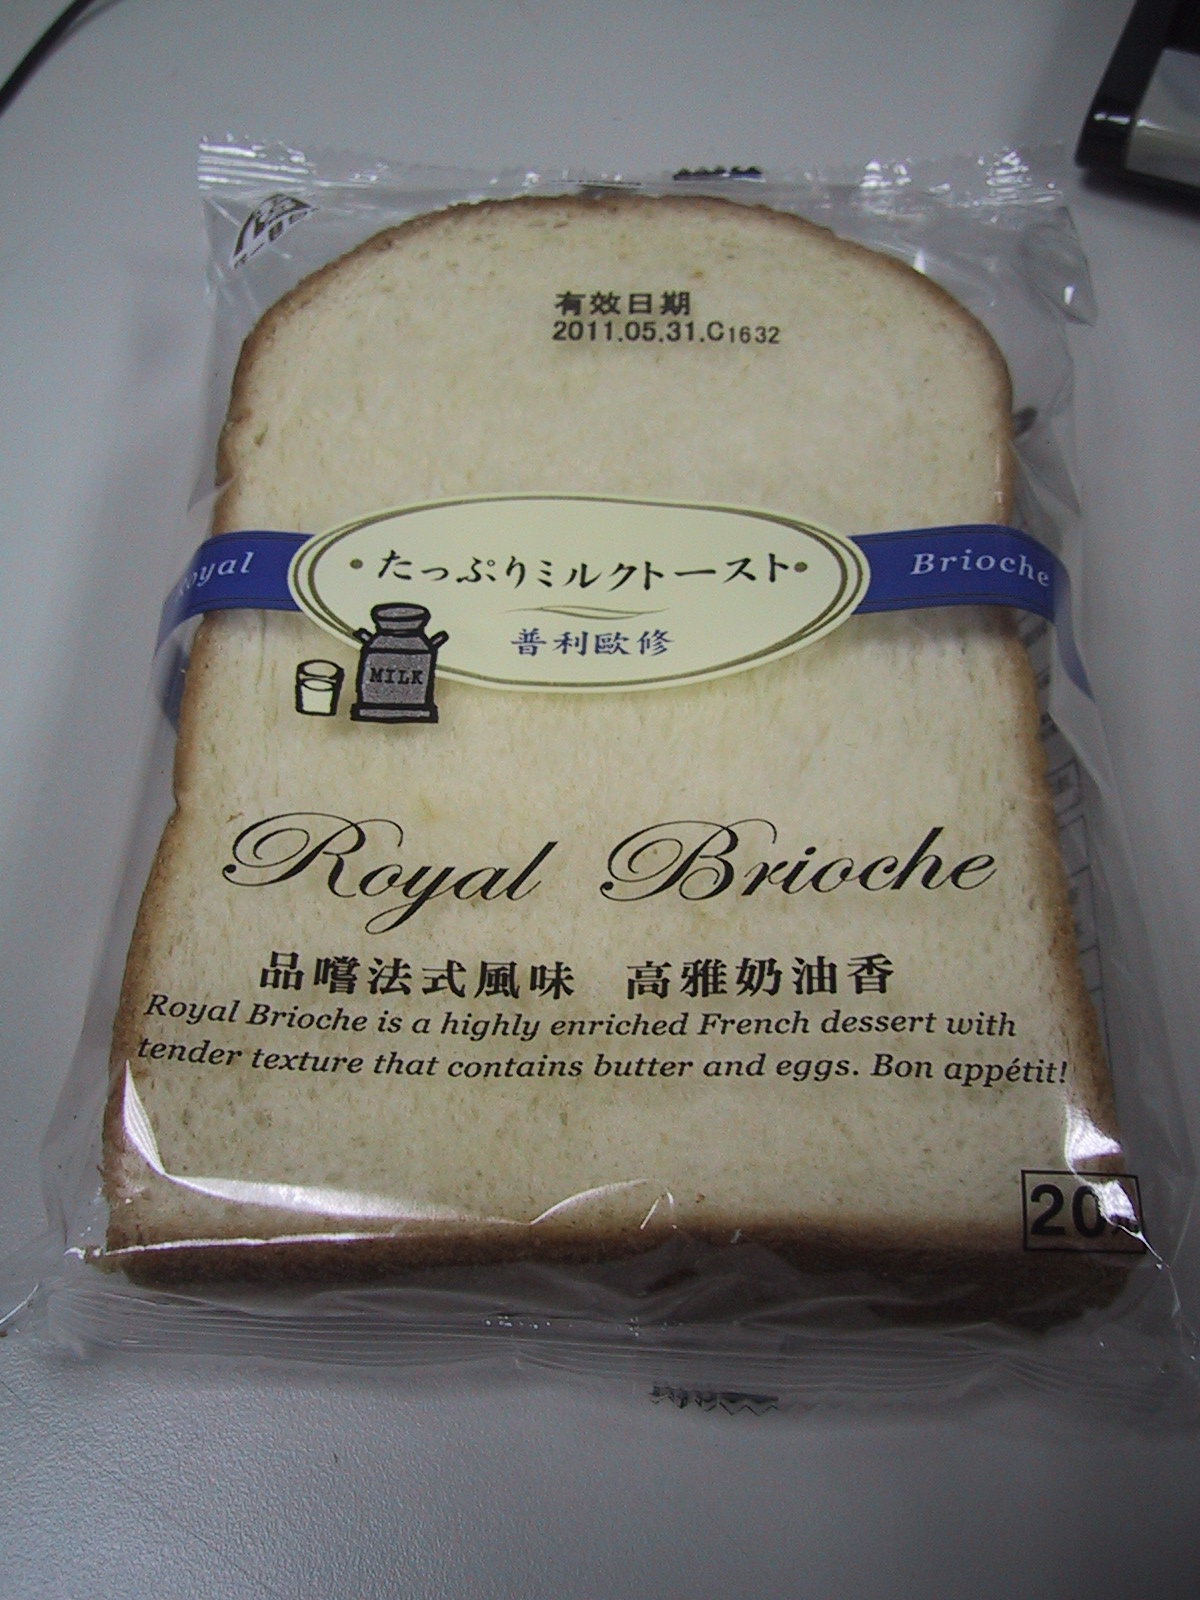 有效日期
2011.05.31.C1632
Brioche
たっぷりミルクトースト
普利歐修
MILK
Royal Brioche
品嚐法式風味 高雅奶油香
Royal Brioche is a highly enriched French dessert with
tender texture that contains butter and eggs. Bon appétit!
20